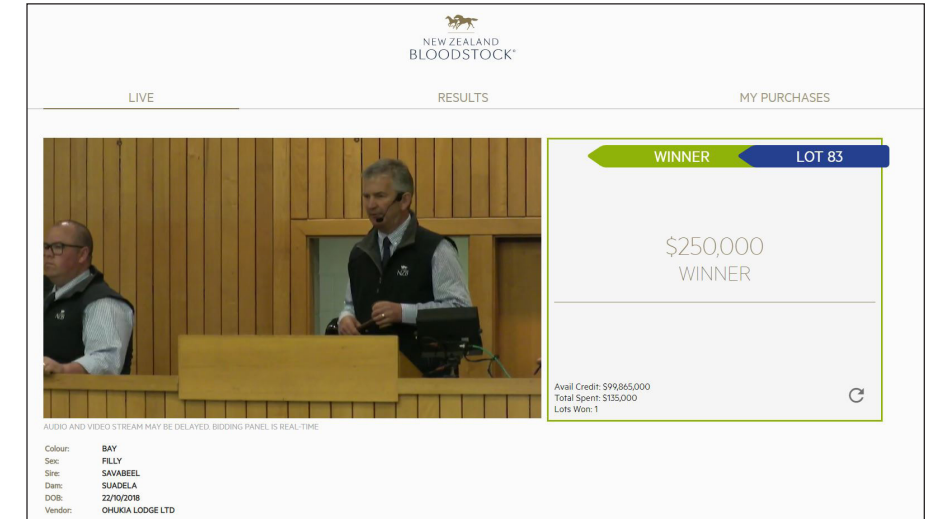 NEW ZEALAND
BLOODSTOCK®
LIVE RESULTS MY PURCHASES
WINNER LOT 83
$250,000
WINNER
Avail Credit: $99,865,000
Total Spent: $135,000
Lots Won: 1
NZB
NZB
AUDIO AND VIDEO STREAM MAY BE DELAYED. BIDDING PANEL IS REAL-TIME
Colour: BAY
Sex: FILLY
Sire: SAVABEEL
Dam: SUADELA
DOB: 22/10/2018
Vendor: OHUKIA LODGE LTD